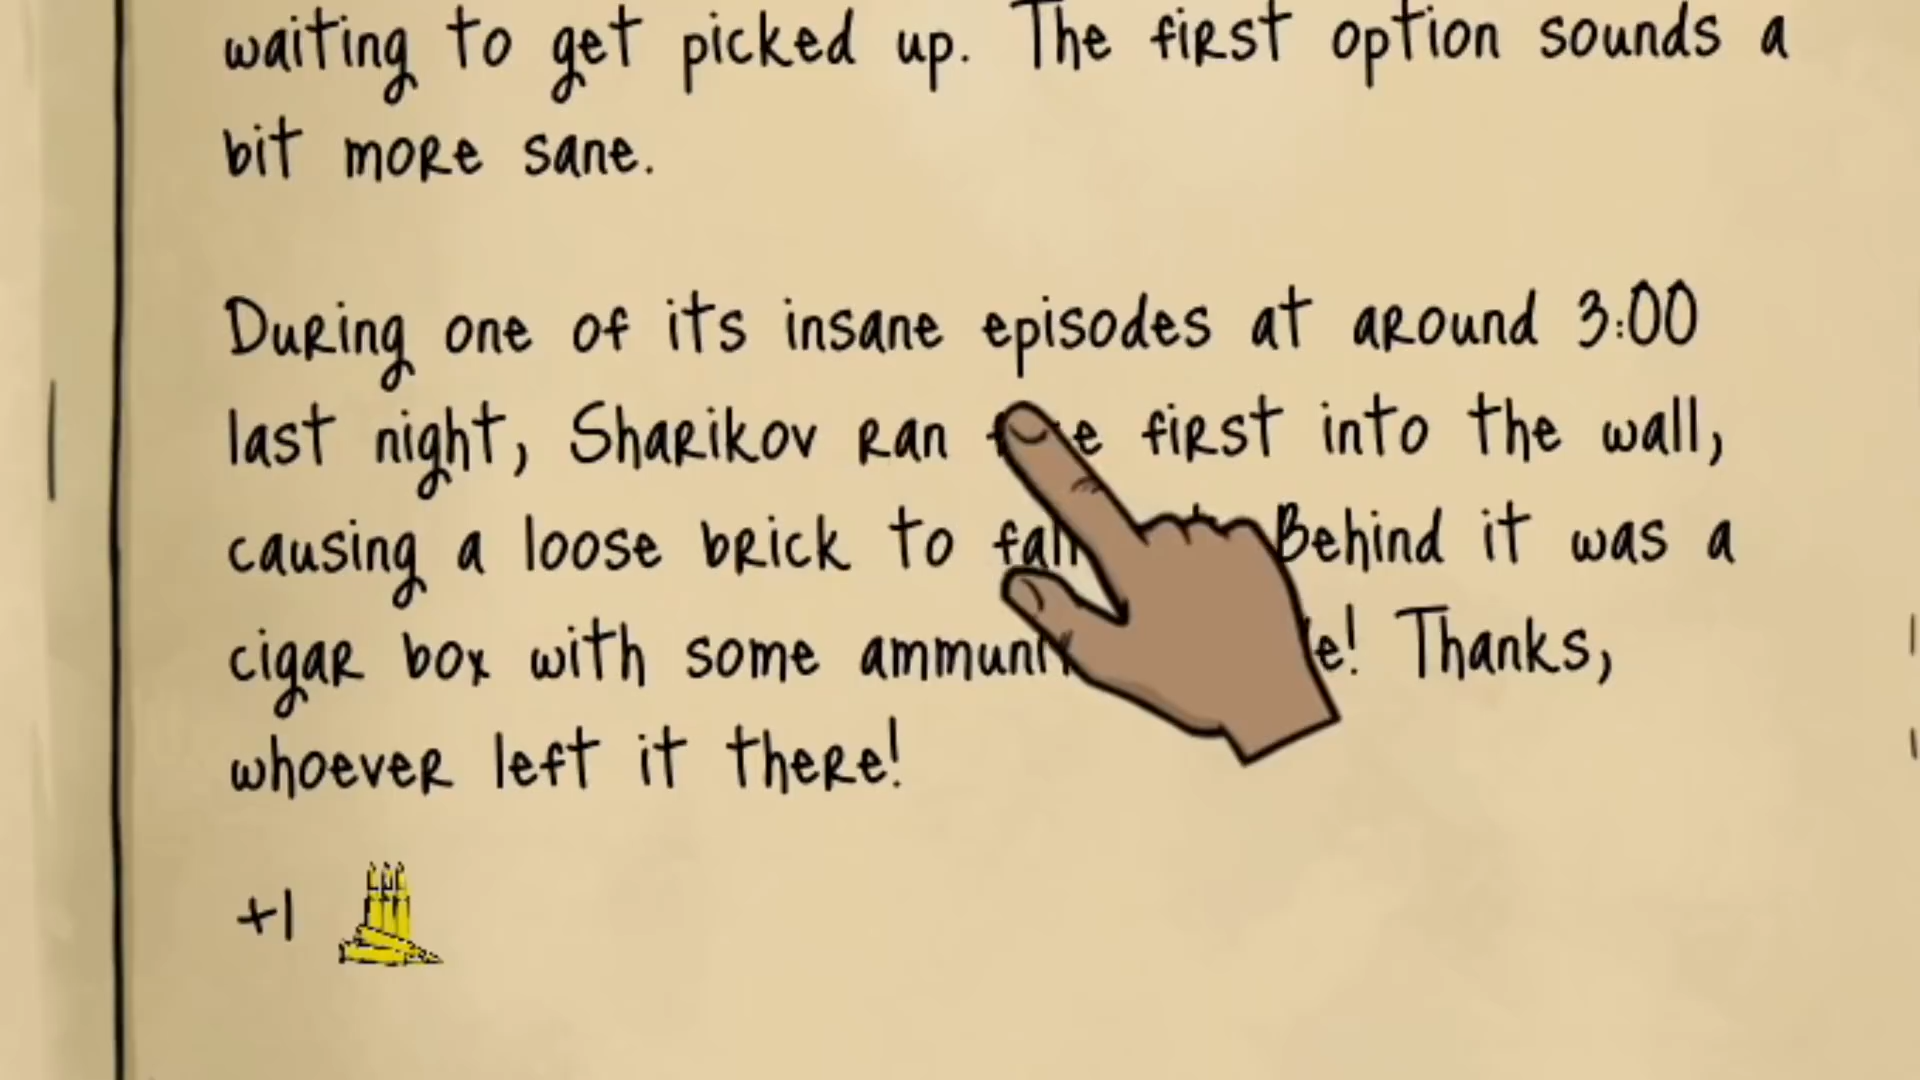 waiting to get picked up. The first option sounds a
bit more sane.
During one of its insane episodes at around 3:00
last night, Sharikov ran first into the wall,
causing a loose brick to Behind it was a
cigar box with some Thanks,
whoever left it there!
+1